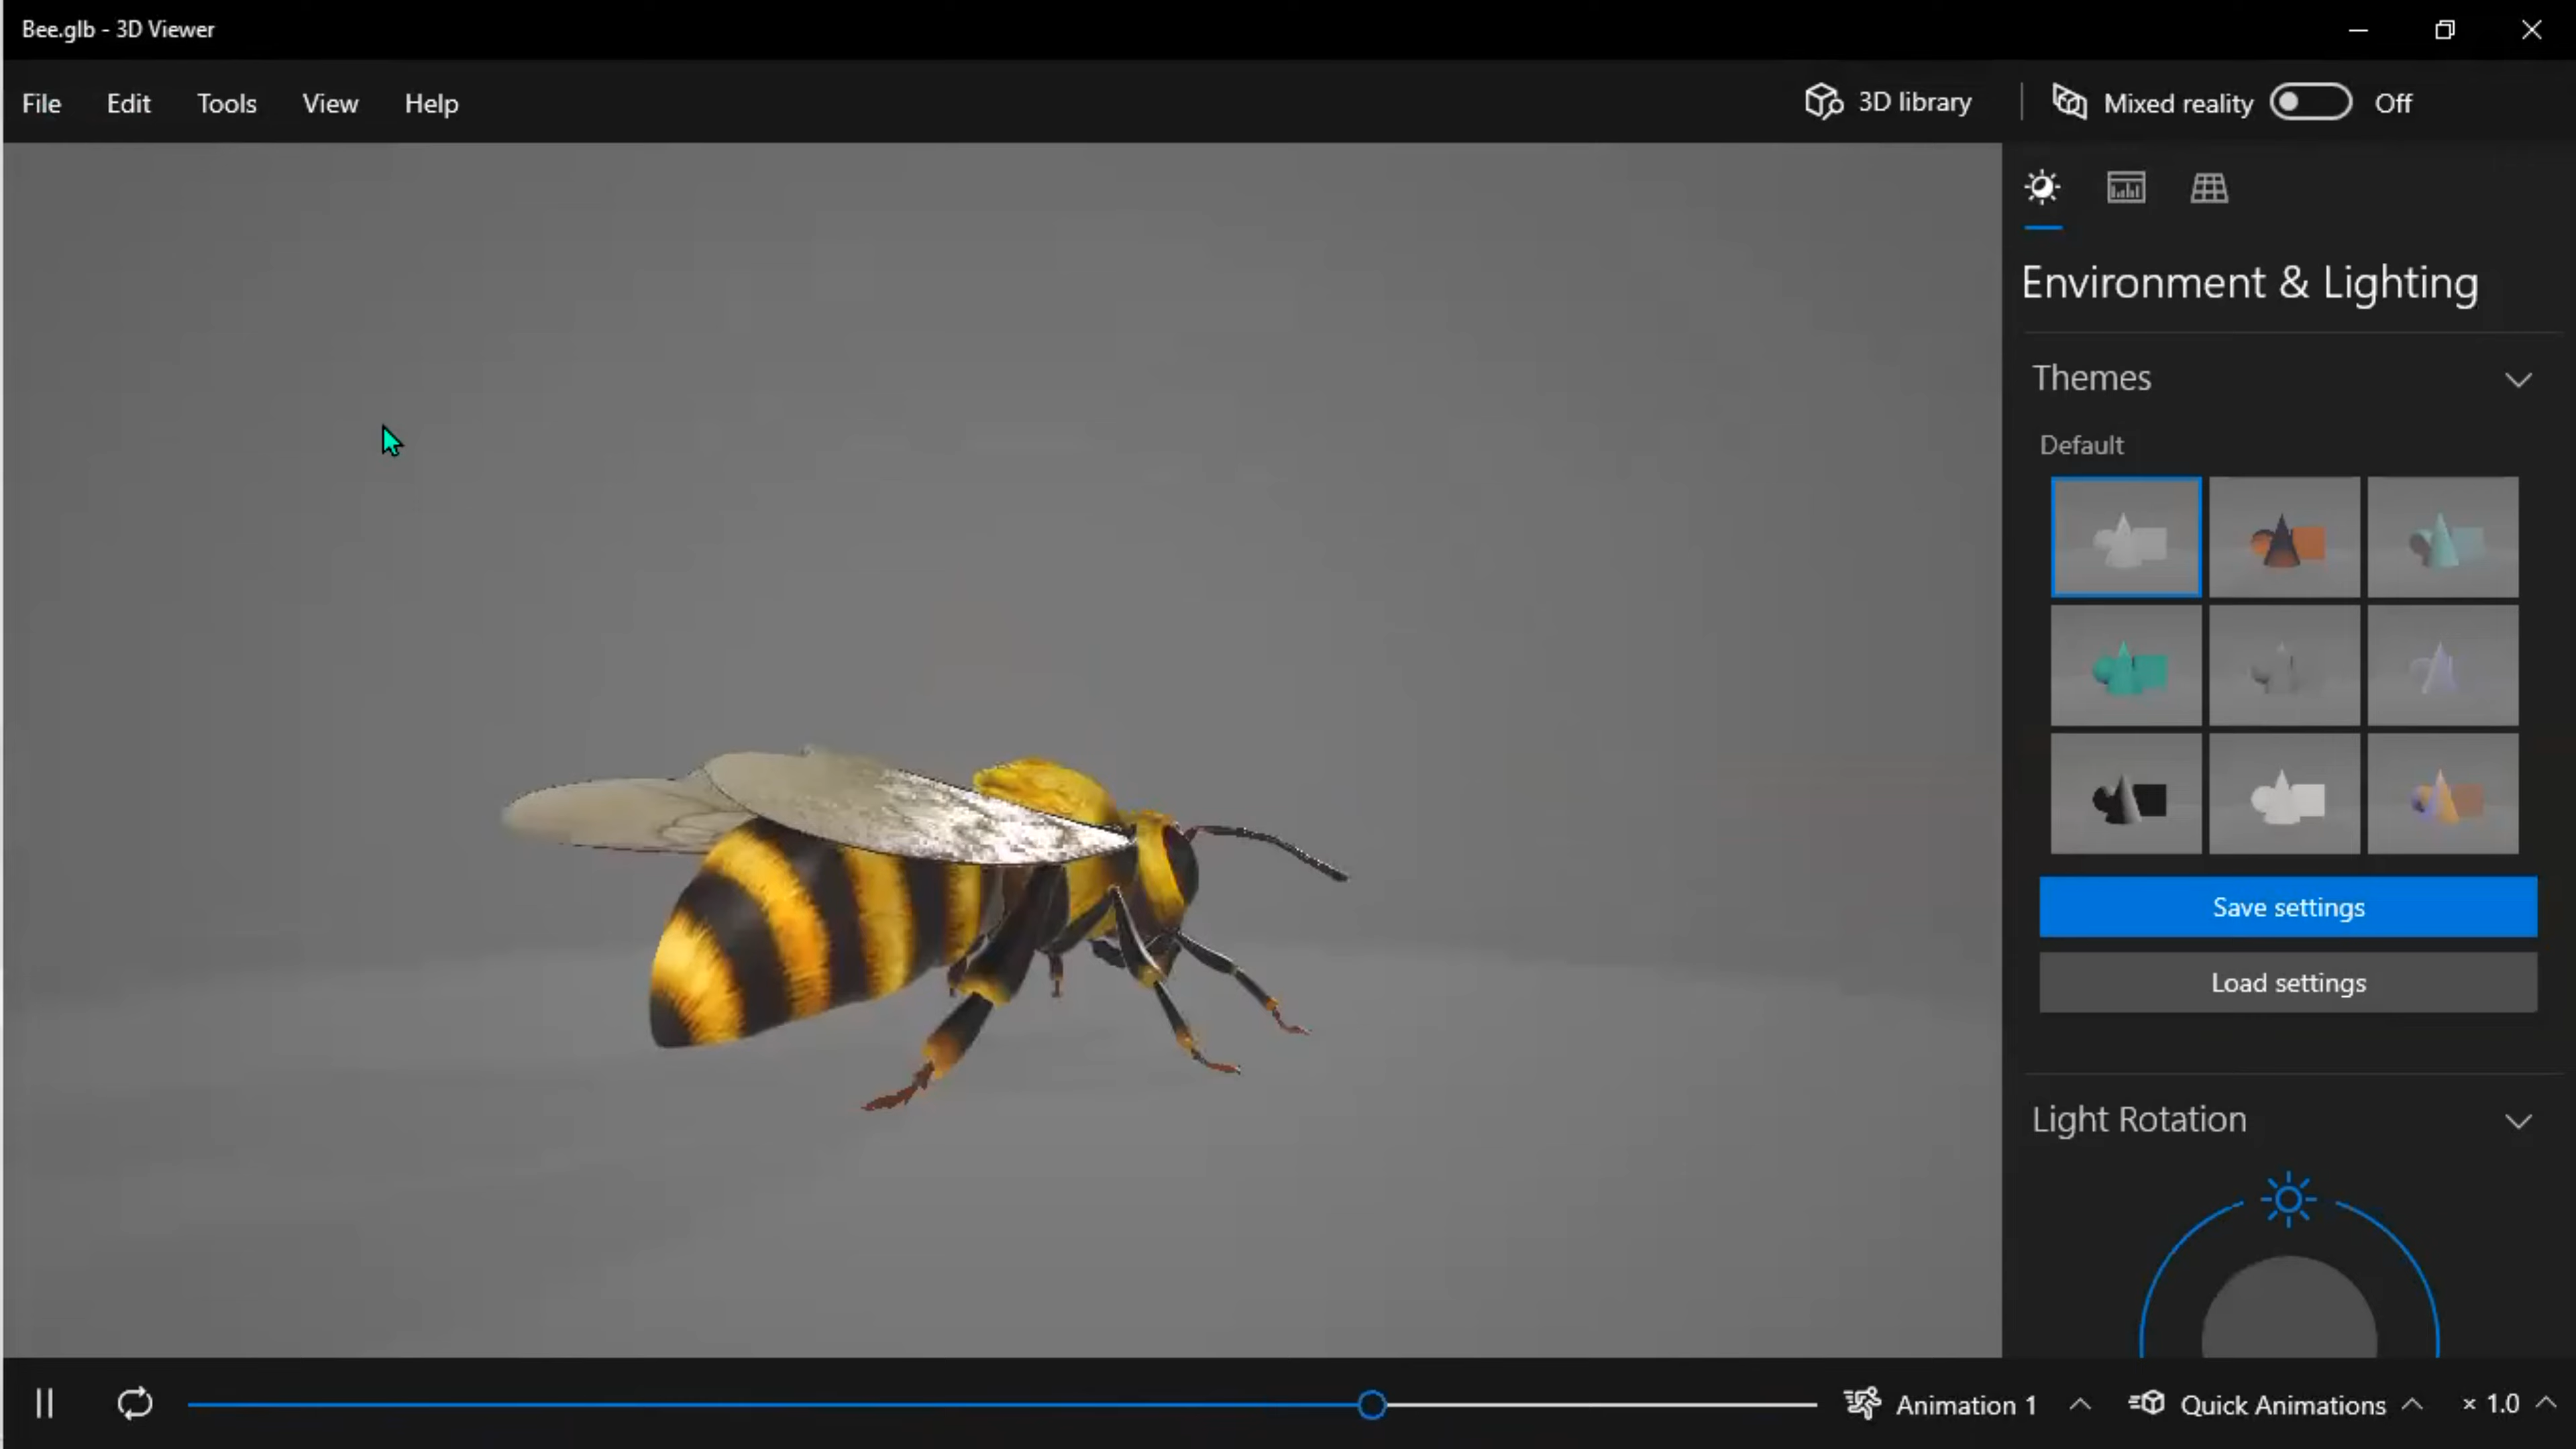 Bee.glb - 3D Viewer
File Edit Tools View Help 3D library Mixed reality Off
Environment & Lighting
Themes
Default
Save settings
Load settings
Light Rotation
Animation 1 Quick Animations × 1.0